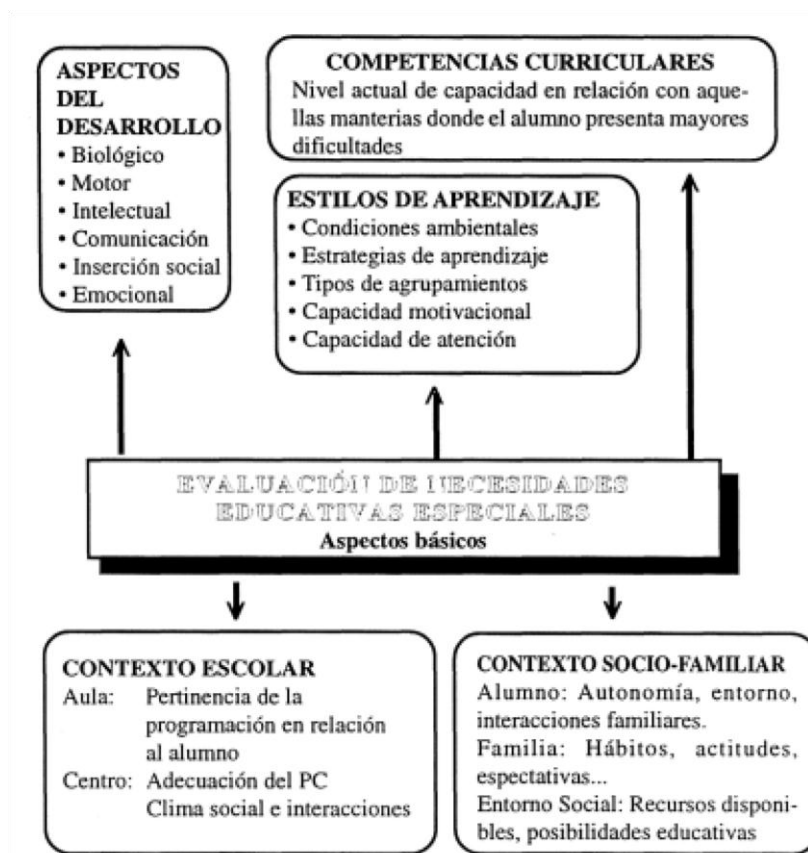 ASPECTOS
DEL
DESARROLLO
• Biológico
• Motor
• Intelectual
• Comunicación
• Inserción social
• Emocional
COMPETENCIAS CURRICULARES
Nivel actual de capacidad en relación con aque-
llas manterias donde el alumno presenta mayores
dificultades
ESTILOS DE APRENDIZAJE
• Condiciones ambientales
• Estrategias de aprendizaje
• Tipos de agrupamientos
• Capacidad motivacional
• Capacidad de atención
EVALUACIÓN DE NECESIDADES
EDUCATIVAS ESPECIALES
Aspectos básicos
CONTEXTO ESCOLAR
Aula: Pertinencia de la
programación en relación
al alumno
Centro: Adecuación del PC
Clima social e interacciones
CONTEXTO SOCIO-FAMILIAR
Alumno: Autonomía, entorno,
interacciones familiares.
Familia: Hábitos, actitudes,
espectativas...
Entorno Social: Recursos disponi-
bles, posibilidades educativas